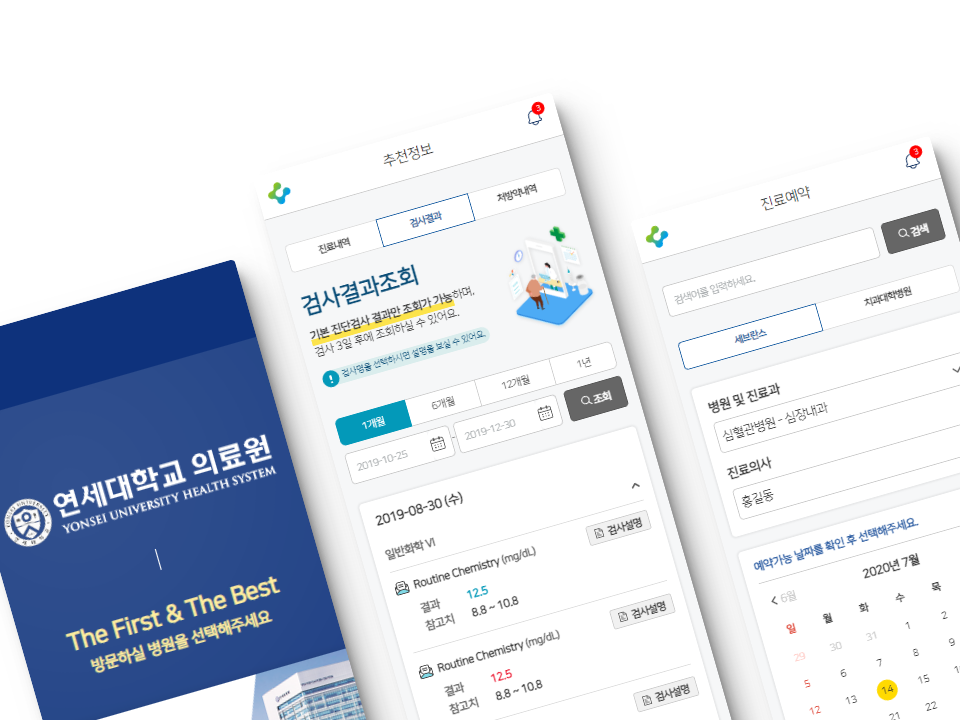 연세대학교 의료원
YONSEI UNIVERSITY HEALTH SYSTEM
The First & The Best
방문하실 병원을 선택해주세요
3
추천정보
진료내역
검사결과
처방약내역
검사결과조회
기본 진단검사 결과만 조회가 가능하며,
검사 3일 후에 조회하실 수 있어요.
! 검사명을 선택하시면 설명을 보실 수 있어요.
1개월
6개월
12개월
1년
2019-10-25
-
2019-12-30
조회
2019-08-30 (수)
일반화학 VI
검사설명
Routine Chemistry (mg/dL)
결과 12.5
참고치 8.8 ~ 10.8
검사설명
Routine Chemistry (mg/dL)
결과 12.5
참고치 8.8 ~ 10.8
검사설명
3
진료예약
검색어를 입력하세요.
검색
세브란스
치과대학병원
병원 및 진료과
심혈관병원 - 심장내과
진료의사
홍길동
예약가능 날짜를 확인 후 선택해주세요.
6월
2020년 7월
일 월 화 수 목
29 30 31 1 2
5 6 7 8 9
12 13 14 15
21 22